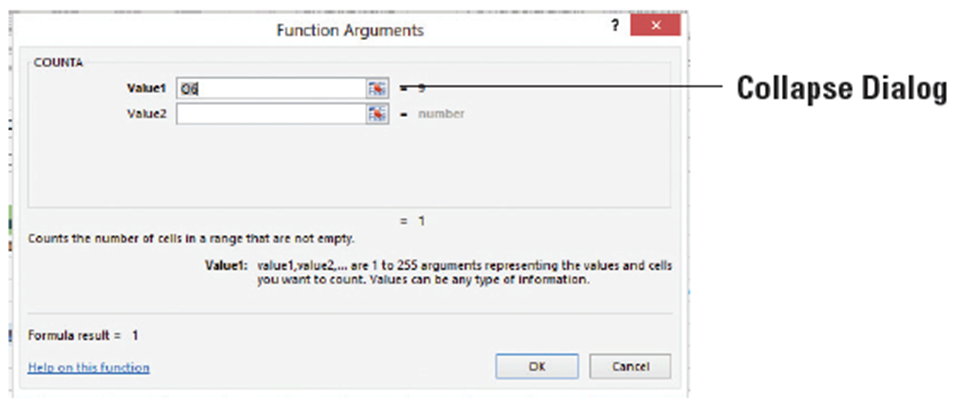 Function Arguments ?
COUNTA
Value1 O6 = 9
Collapse Dialog
Value2 = number
= 1
Counts the number of cells in a range that are not empty.
Value1: value1,value2,... are 1 to 255 arguments representing the values and cells
you want to count. Values can be any type of information.
Formula result = 1
Help on this function
OK Cancel